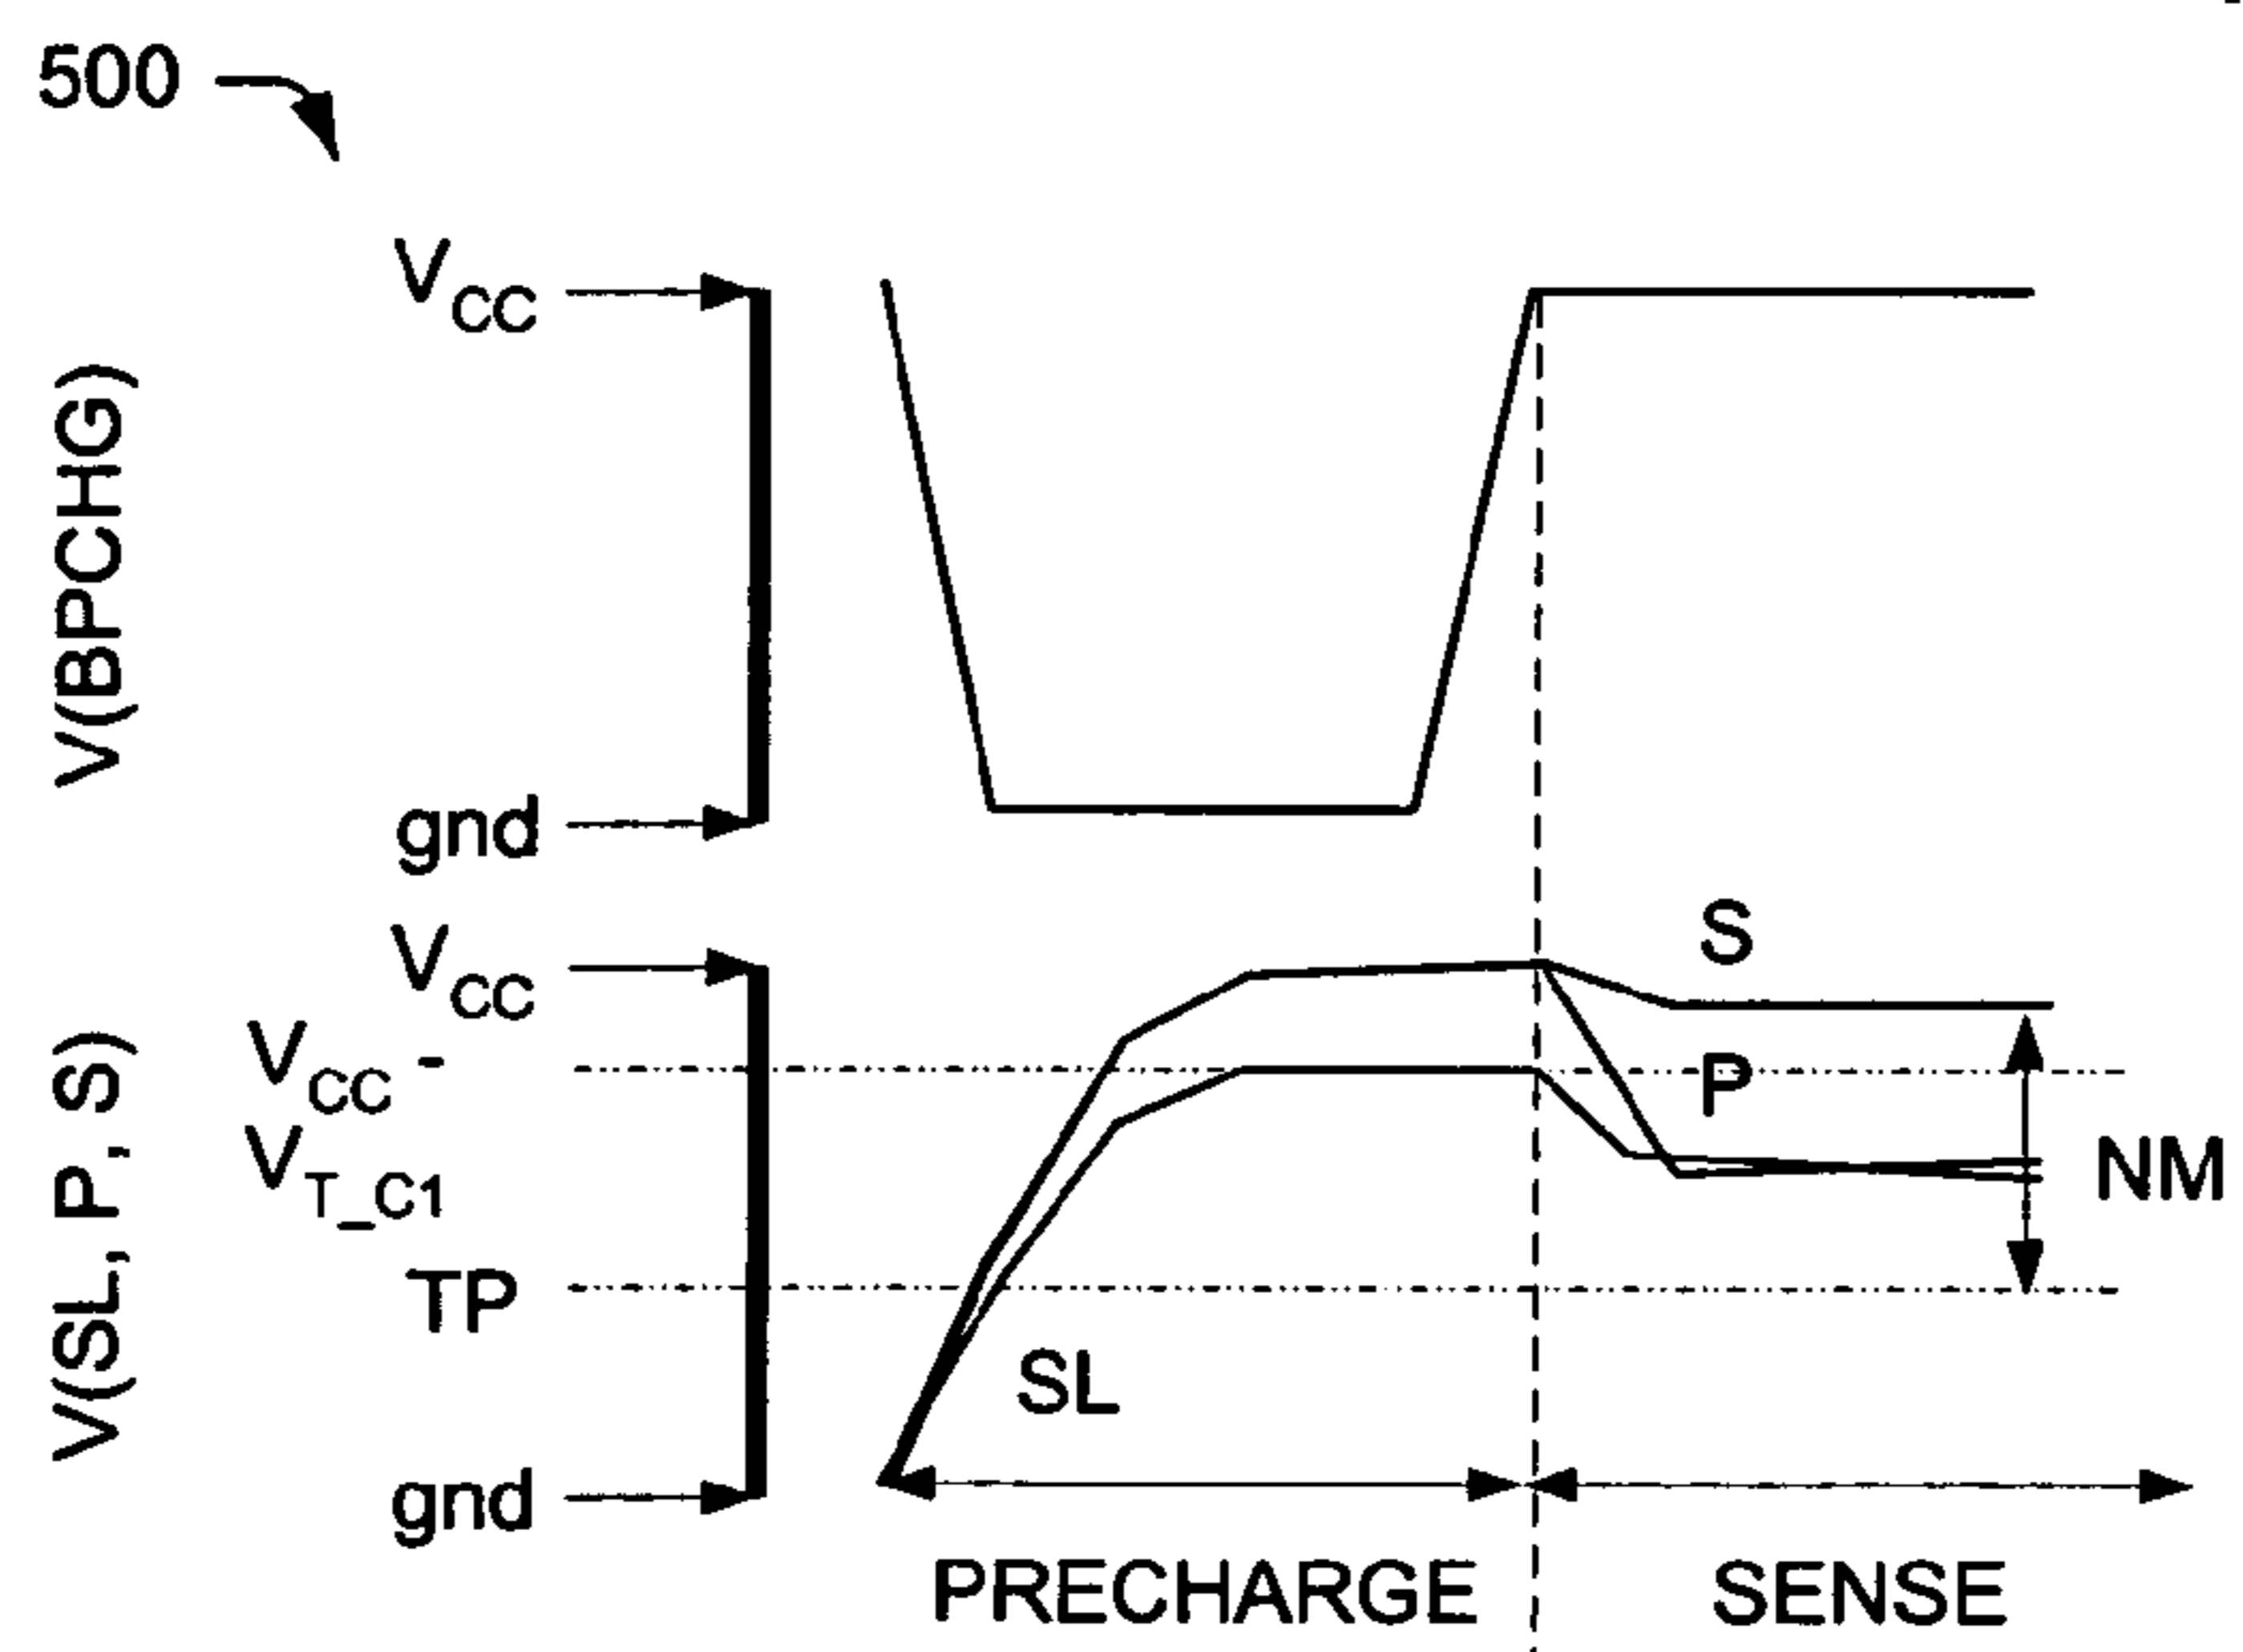 500
V(BPCHG)
VCC
gnd
V(SL, P, S)
VCC
VCC -
VT_C1
TP
gnd
S
P
NM
SL
PRECHARGE
SENSE